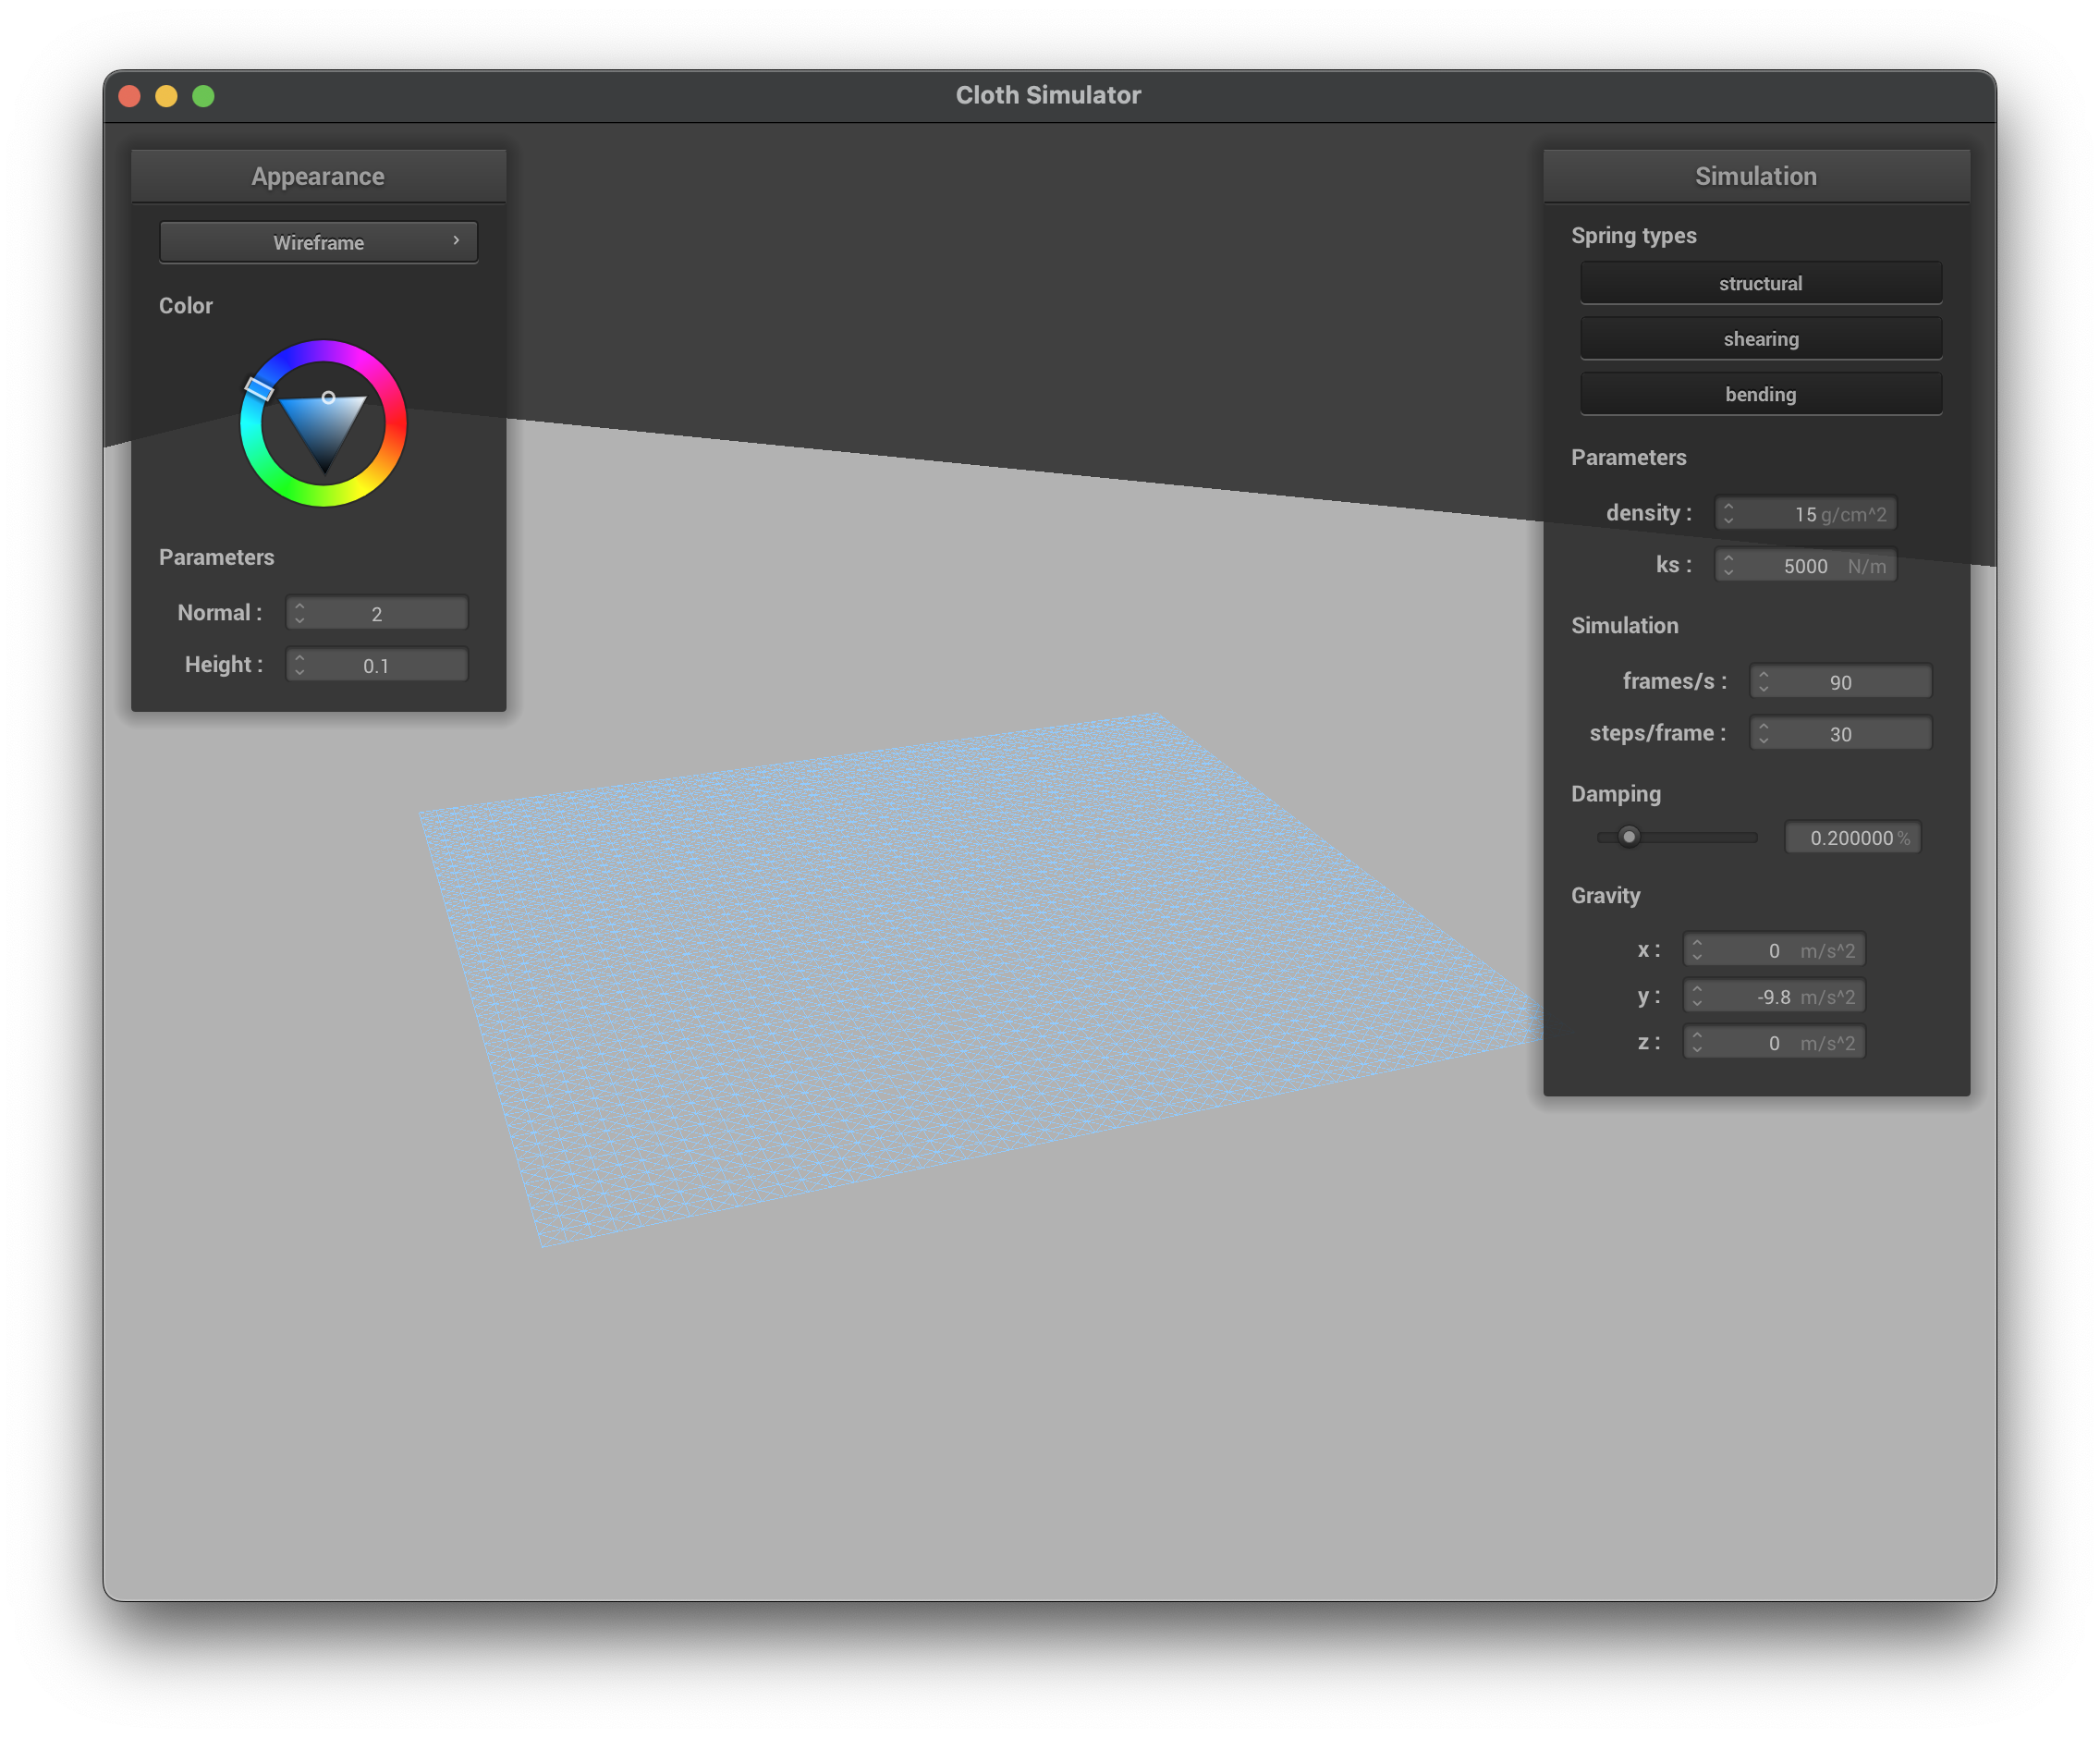 Cloth Simulator
Appearance
Wireframe
Color
Parameters
Normal : 2
Height : 0.1
Simulation
Spring types
structural
shearing
bending
Parameters
density : 15 g/cm^2
ks : 5000 N/m
Simulation
frames/s : 90
steps/frame : 30
Damping
0.200000 %
Gravity
x : 0 m/s^2
y : -9.8 m/s^2
z : 0 m/s^2